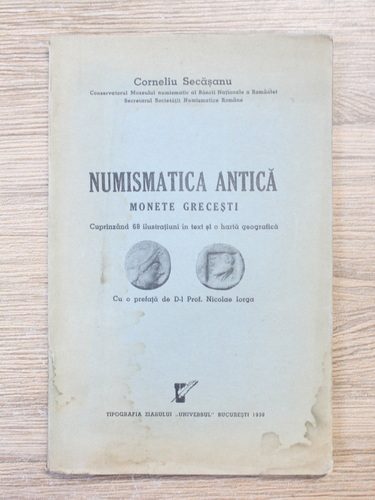 Corneliu Secășanu
Conservatorul Muzeului numismatic al Băncii Naționale a României
Secretarul Societății Numismatice Române
NUMISMATICA ANTICĂ
MONETE GRECEȘTI
Cuprinzând 68 ilustrațiuni în text și o hartă geografică
Cu o prefață de D-l Prof. Nicolae Iorga
TIPOGRAFIA ZIARULUI „UNIVERSUL” BUCUREȘTI 1938